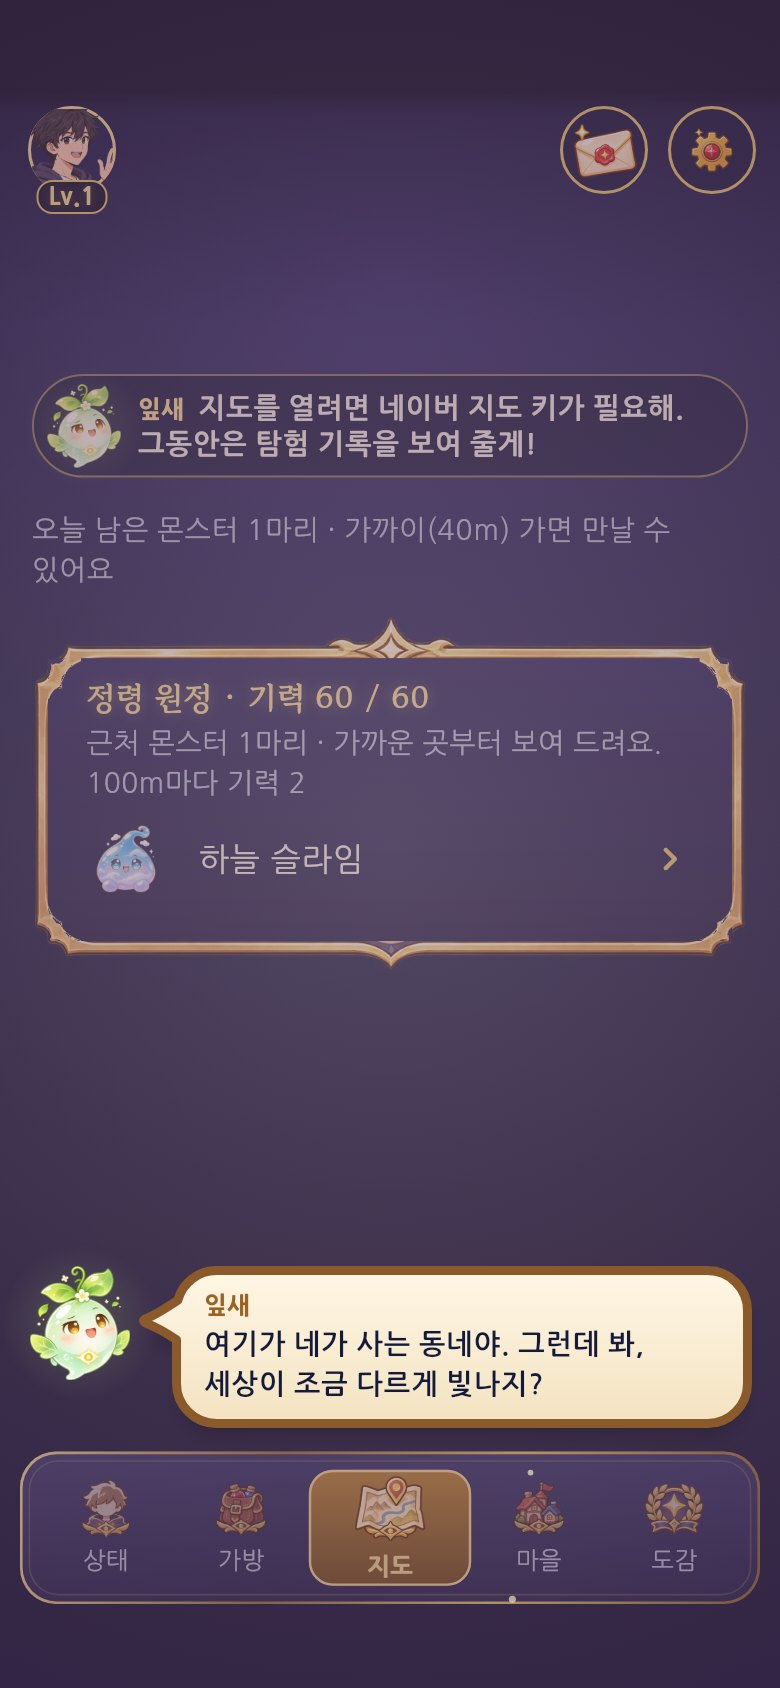 Lv.1
잎새 지도를 열려면 네이버 지도 키가 필요해.
그동안은 탐험 기록을 보여 줄게!
오늘 남은 몬스터 1마리 · 가까이(40m) 가면 만날 수
있어요
정령 원정 · 기력 60 / 60
근처 몬스터 1마리 · 가까운 곳부터 보여 드려요.
100m마다 기력 2
하늘 슬라임
잎새
여기가 네가 사는 동네야. 그런데 봐,
세상이 조금 다르게 빛나지?
상태 가방 지도 마을 도감